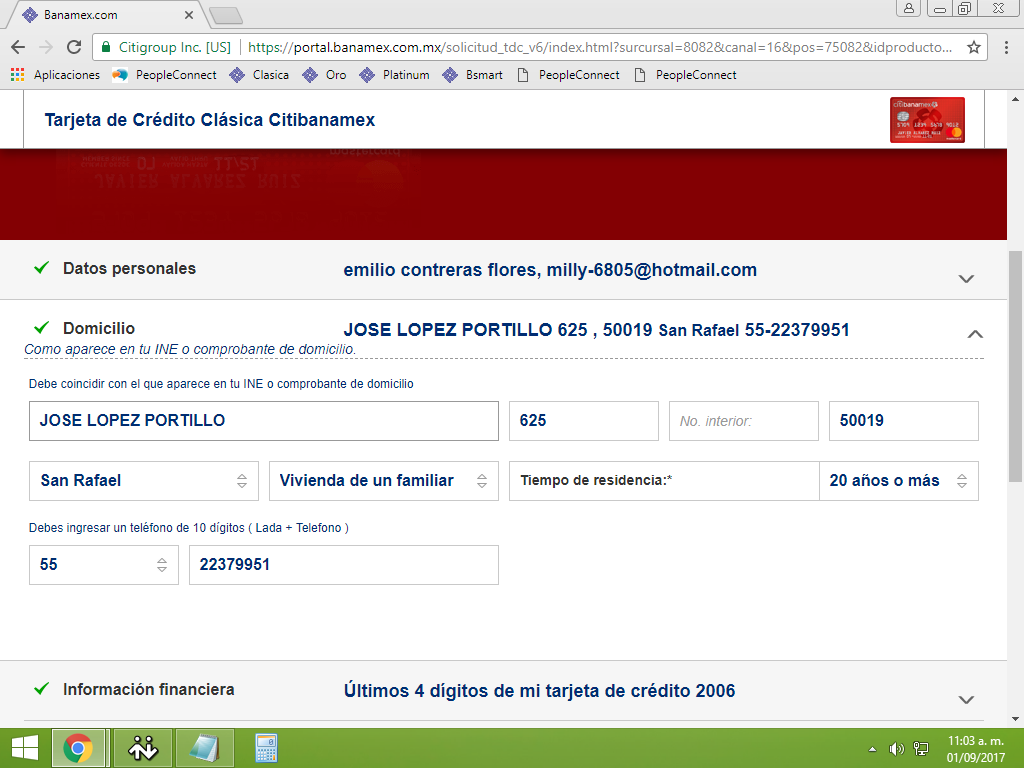 Banamex.com
Citigroup Inc. [US] https://portal.banamex.com.mx/solicitud_tdc_v6/index.html?surcursal=8082&canal=16&pos=75082&idproducto...
Aplicaciones PeopleConnect Clasica Oro Platinum Bsmart PeopleConnect PeopleConnect
Tarjeta de Crédito Clásica Citibanamex
citibanamex
JAVIER ALVAREZ RUIZ
Datos personales emilio contreras flores, milly-6805@hotmail.com
Domicilio JOSE LOPEZ PORTILLO 625 , 50019 San Rafael 55-22379951
Como aparece en tu INE o comprobante de domicilio.
Debe coincidir con el que aparece en tu INE o comprobante de domicilio
JOSE LOPEZ PORTILLO 625 No. interior: 50019
San Rafael Vivienda de un familiar Tiempo de residencia:* 20 años o más
Debes ingresar un teléfono de 10 dígitos ( Lada + Telefono )
55 22379951
Información financiera Últimos 4 dígitos de mi tarjeta de crédito 2006
11:03 a. m.
01/09/2017